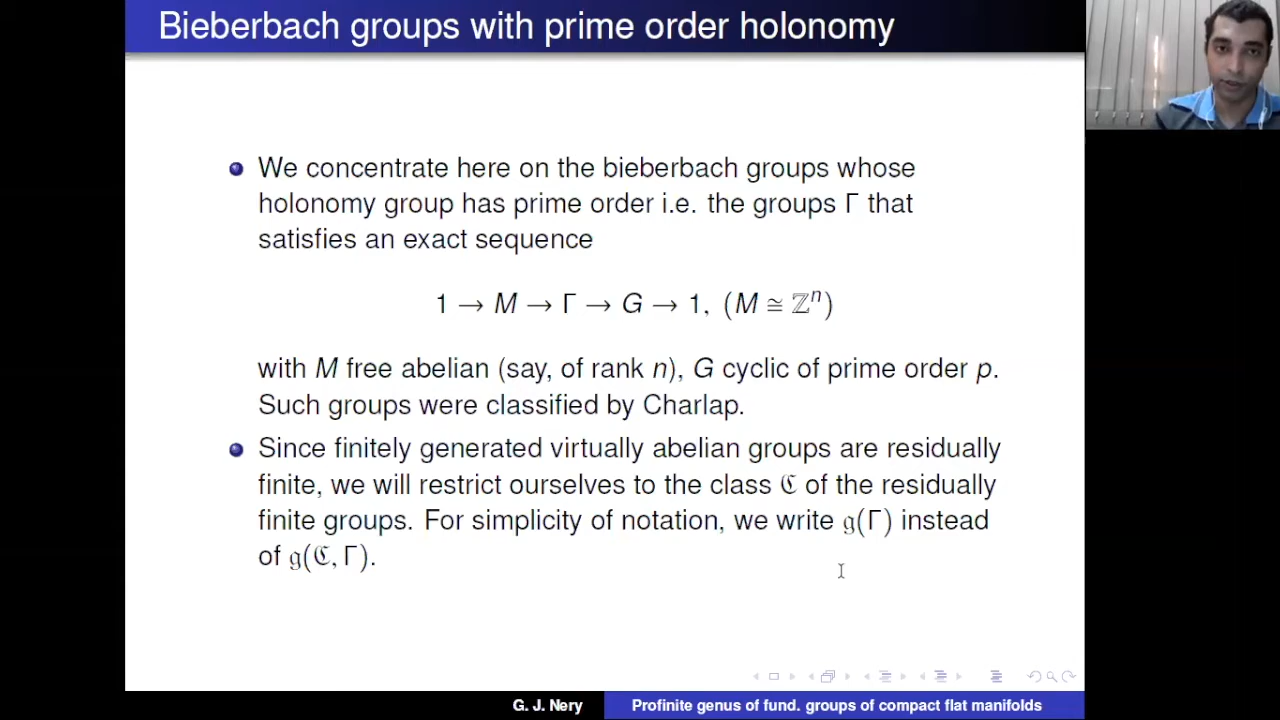 Bieberbach groups with prime order holonomy
We concentrate here on the bieberbach groups whose
holonomy group has prime order i.e. the groups Γ that
satisfies an exact sequence
1 → M → Γ → G → 1, (M ≅ ℤⁿ)
with M free abelian (say, of rank n), G cyclic of prime order p.
Such groups were classified by Charlap.
Since finitely generated virtually abelian groups are residually
finite, we will restrict ourselves to the class ℭ of the residually
finite groups. For simplicity of notation, we write 𝔤(Γ) instead
of 𝔤(ℭ, Γ).
G. J. Nery Profinite genus of fund. groups of compact flat manifolds